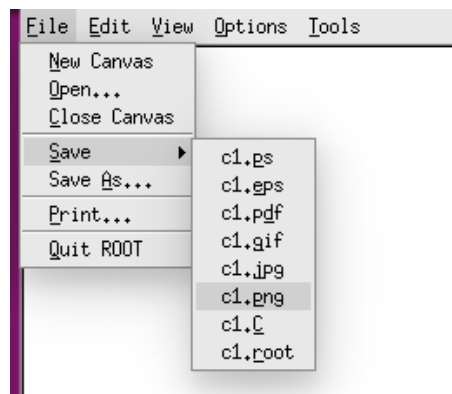 File Edit View Options Tools
New Canvas
Open...
Close Canvas
Save
Save As...
Print...
Quit ROOT
c1.ps
c1.eps
c1.pdf
c1.gif
c1.jpg
c1.png
c1.C
c1.root